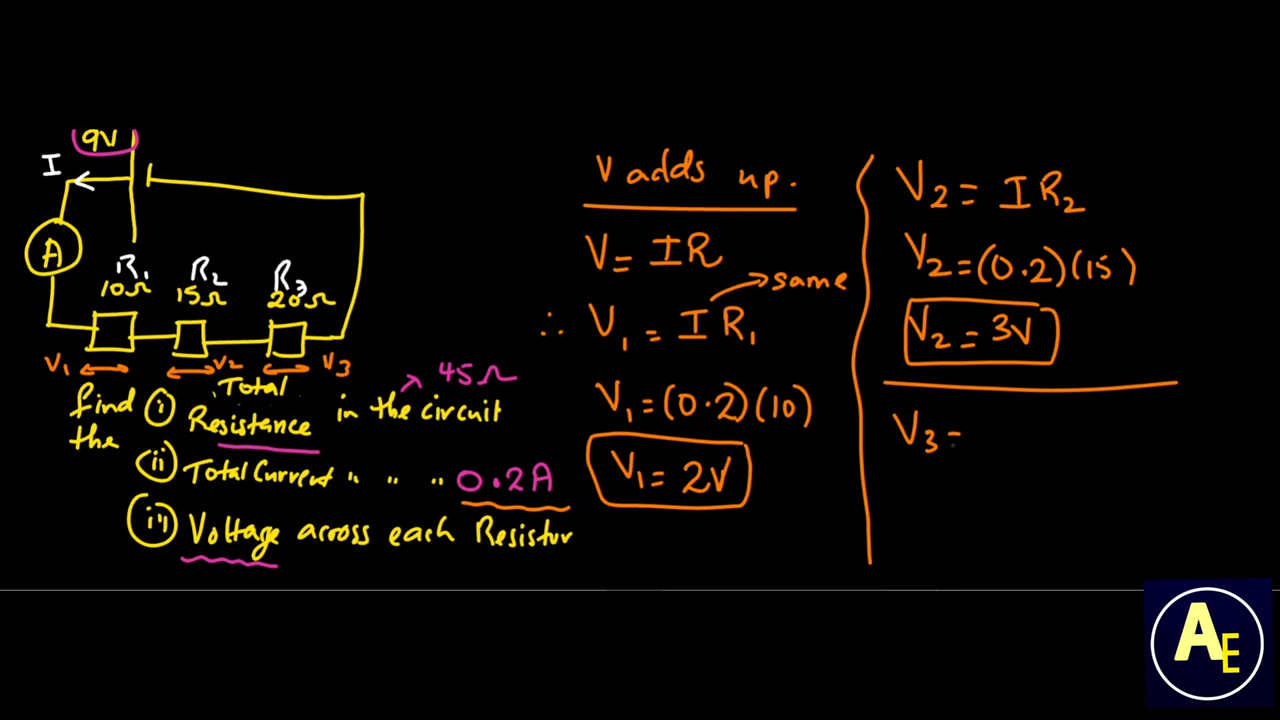 9V
I
A
R₁ R₂ R₃
10Ω 15Ω 20Ω
V₁ V₂ V₃
find the (i) Total Resistance in the circuit → 45Ω
(ii) Total Current " " " 0.2A
(iii) Voltage across each Resistor
V adds up.
V = IR
∴ V₁ = IR₁ → same
V₁ = (0.2)(10)
V₁ = 2V
V₂ = IR₂
V₂ = (0.2)(15)
V₂ = 3V
V₃ =
AE